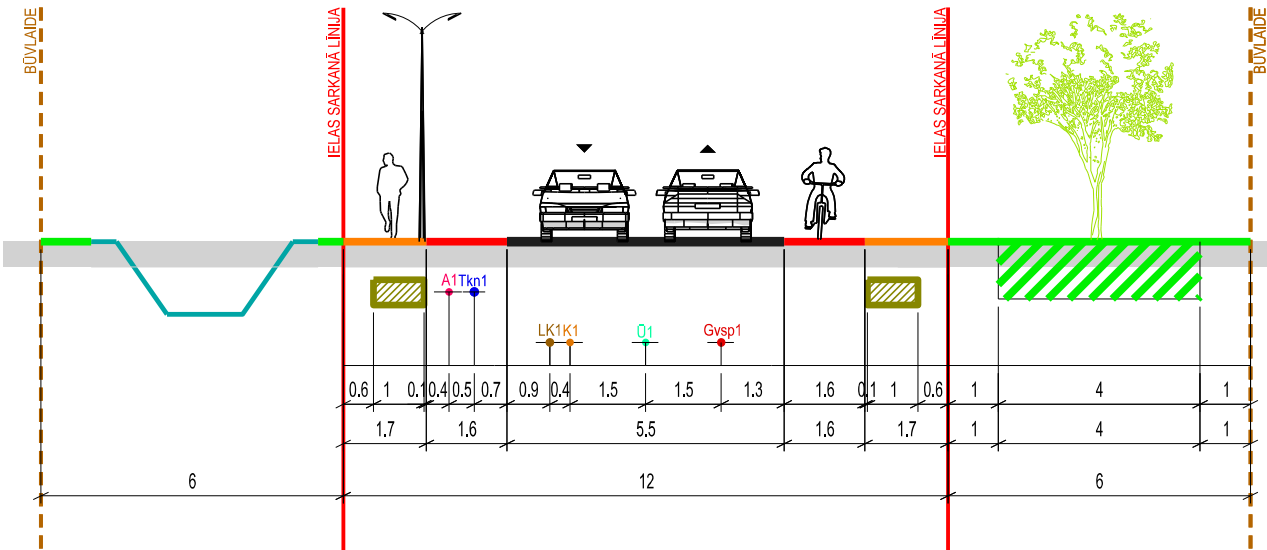 BŪVLAIDE
IELAS SARKANĀ LĪNIJA
IELAS SARKANĀ LĪNIJA
BŪVLAIDE
A1 Tkn1
LK1 K1 Ū1 Gvsp1
0.6 1 0.1 0.4 0.5 0.7 0.9 0.4 1.5 1.5 1.3 1.6 0.1 1 0.6 1 4 1
1.7 1.6 5.5 1.6 1.7 1 4 1
6 12 6